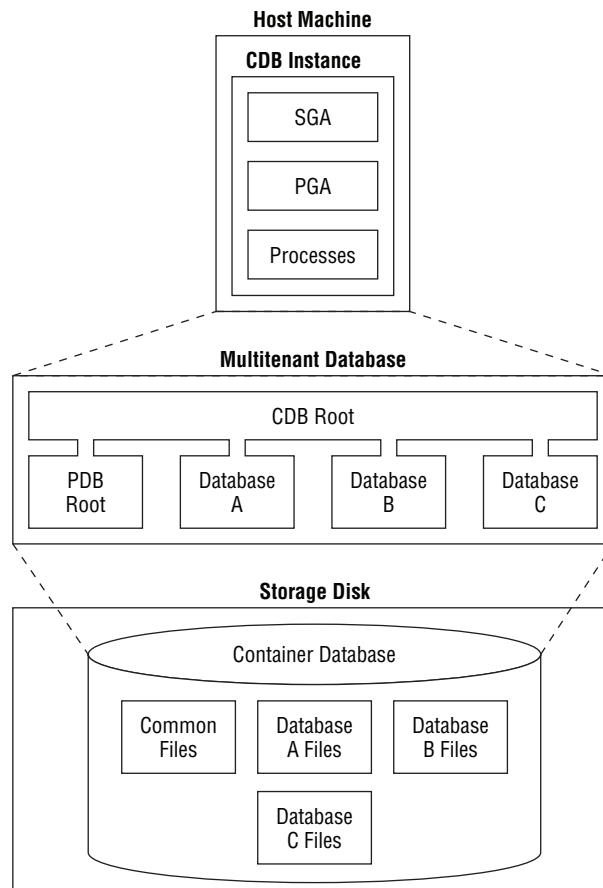 Host Machine
CDB Instance
SGA
PGA
Processes
Multitenant Database
CDB Root
PDB
Root
Database
A
Database
B
Database
C
Storage Disk
Container Database
Common
Files
Database
A Files
Database
B Files
Database
C Files